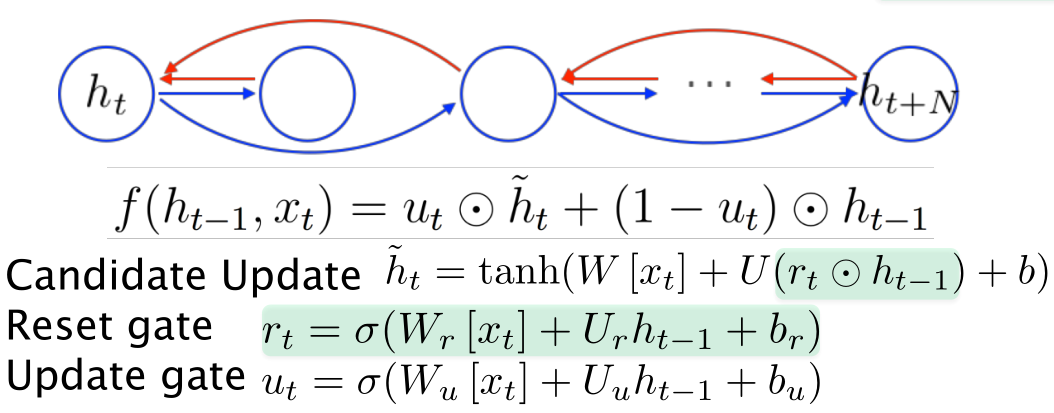 h_t ... h_{t+N}
f(h_{t−1}, x_t) = u_t ⊙ h̃_t + (1 − u_t) ⊙ h_{t−1}
Candidate Update h̃_t = tanh(W [x_t] + U(r_t ⊙ h_{t−1}) + b)
Reset gate r_t = σ(W_r [x_t] + U_r h_{t−1} + b_r)
Update gate u_t = σ(W_u [x_t] + U_u h_{t−1} + b_u)